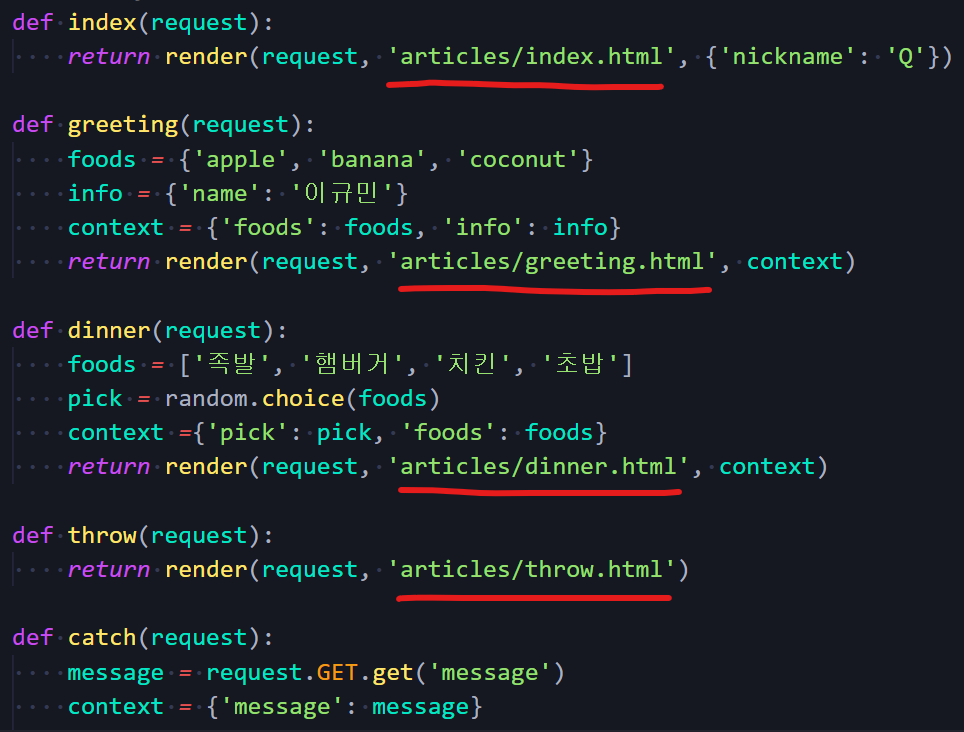 def index(request):
    return render(request, 'articles/index.html', {'nickname': 'Q'})
def greeting(request):
    foods = {'apple', 'banana', 'coconut'}
    info = {'name': '이규민'}
    context = {'foods': foods, 'info': info}
    return render(request, 'articles/greeting.html', context)
def dinner(request):
    foods = ['족발', '햄버거', '치킨', '초밥']
    pick = random.choice(foods)
    context ={'pick': pick, 'foods': foods}
    return render(request, 'articles/dinner.html', context)
def throw(request):
    return render(request, 'articles/throw.html')
def catch(request):
    message = request.GET.get('message')
    context = {'message': message}